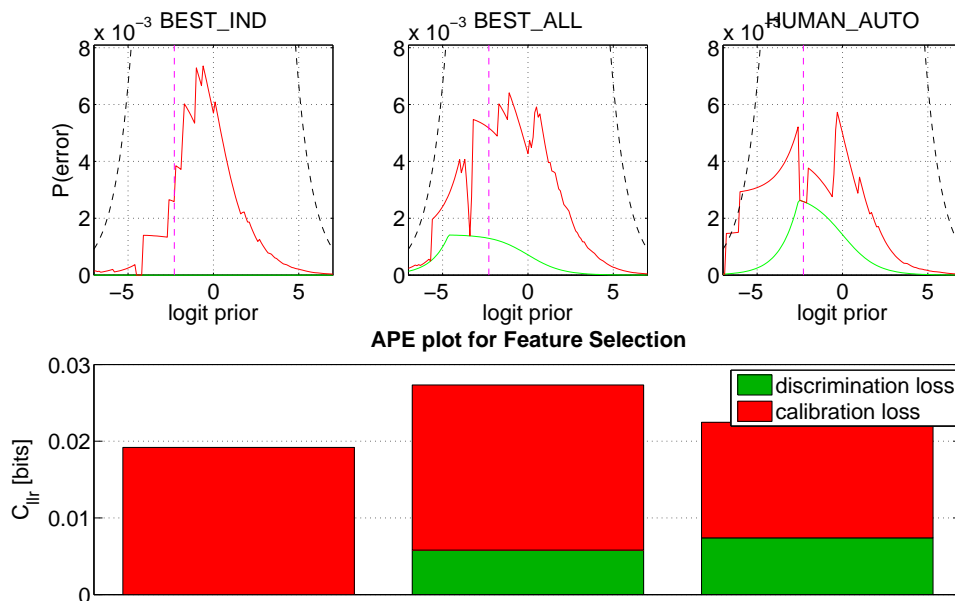 x 10⁻³ BEST_IND
x 10⁻³ BEST_ALL
x 10⁻³ HUMAN_AUTO
8
6
4
2
0
P(error)
−5 0 5
logit prior
8
6
4
2
0
−5 0 5
logit prior
8
6
4
2
0
−5 0 5
logit prior
APE plot for Feature Selection
0.03
0.02
0.01
0
C_llr [bits]
discrimination loss
calibration loss